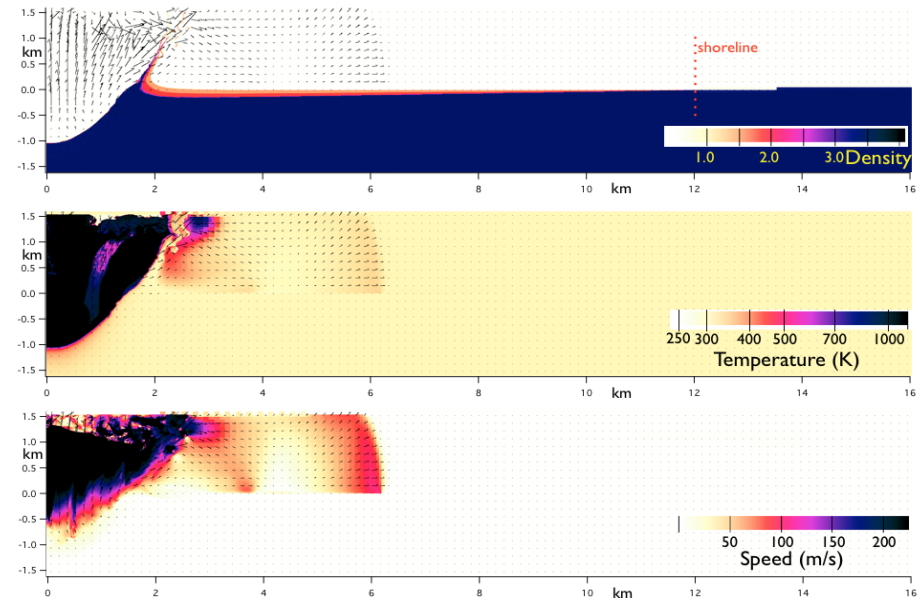 1.5
1.0
km
0.5
0.0
-0.5
-1.0
-1.5
shoreline
1.0 2.0 3.0 Density
0 2 4 6 8 10 km 12 14 16
1.5
1.0
km
0.5
0.0
-0.5
-1.0
-1.5
250 300 400 500 700 1000
Temperature (K)
0 2 4 6 8 10 km 12 14 16
1.5
1.0
km
0.5
0.0
-0.5
-1.0
-1.5
50 100 150 200
Speed (m/s)
0 2 4 6 8 10 km 12 14 16